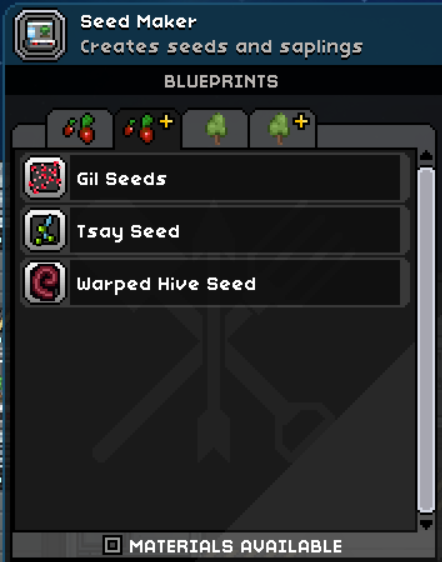 Seed Maker
Creates seeds and saplings
BLUEPRINTS
Gil Seeds
Tsay Seed
Warped Hive Seed
MATERIALS AVAILABLE